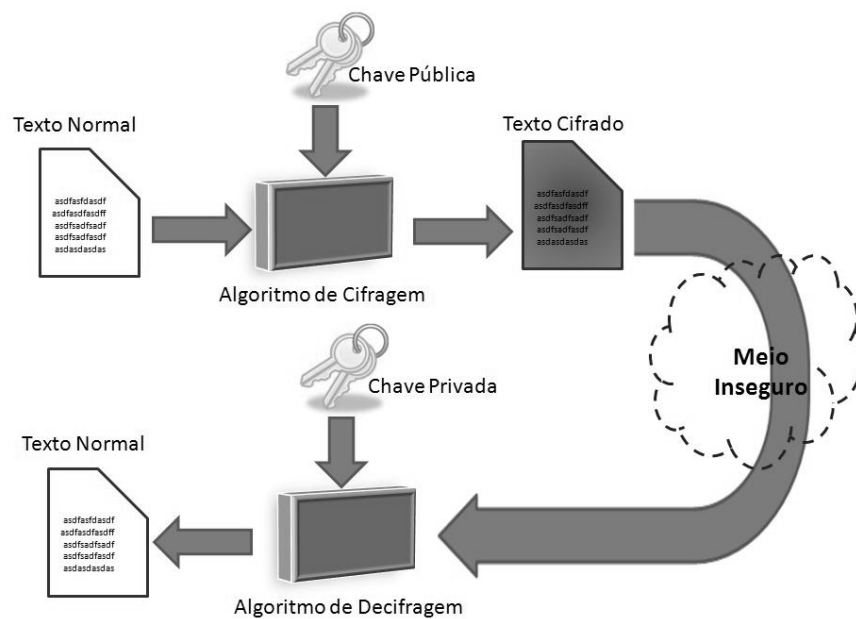 Chave Pública
Texto Normal
Texto Cifrado
asdfasfdasdf
asdfasdfasdff
asdfsadfsadf
asdfsadfasdf
asdasdasdas
asdfasfdasdf
asdfasdfasdff
asdfsadfsadf
asdfsadfasdf
asdasdasdas
Algoritmo de Cifragem
Meio
Inseguro
Chave Privada
Texto Normal
asdfasfdasdf
asdfasdfasdff
asdfsadfsadf
asdfsadfasdf
asdasdasdas
Algoritmo de Decifragem